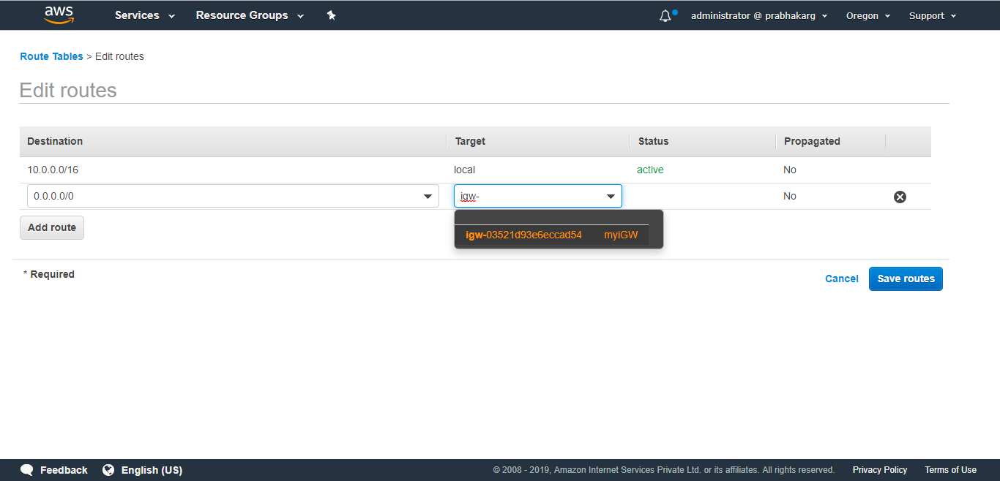 aws Services Resource Groups administrator @ prabhakarg Oregon Support
Route Tables > Edit routes
Edit routes
Destination Target Status Propagated
10.0.0.0/16 local active No
0.0.0.0/0 igw- No
Add route
igw-03521d93e6eccad54 myiGW
* Required
Cancel Save routes
Feedback English (US) © 2008 - 2019, Amazon Internet Services Private Ltd. or its affiliates. All rights reserved. Privacy Policy Terms of Use